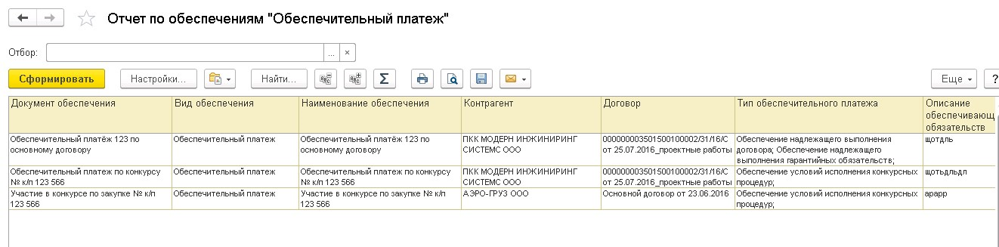 Отчет по обеспечениям "Обеспечительный платеж"
Отбор:
... ×
Сформировать Настройки... Найти... Σ Еще ?
Документ обеспечения Вид обеспечения Наименование обеспечения Контрагент Договор Тип обеспечительного платежа Описание
обеспечивающ
обязательств
Обеспечительный платёж 123 по Обеспечительный платеж Обеспечительный платёж 123 по ПКК МОДЕРН ИНЖИНИРИНГ 000000003501500100002/31/16/С Обеспечение надлежащего выполнения щотдль
основному договору основному договору СИСТЕМС ООО от 25.07.2016_проектные работы договора; Обеспечение надлежащего
выполнения гарантийных обязательств;
Обеспечительный платеж по конкурсу Обеспечительный платеж Обеспечительный платеж по конкурсу ПКК МОДЕРН ИНЖИНИРИНГ 000000003501500100002/31/16/С Обеспечение условий исполнения конкурсных щотьдльдл
№ к/п 123 566 № к/п 123 566 СИСТЕМС ООО от 25.07.2016_проектные работы процедур;
Участие в конкурсе по закупке № к/п Обеспечительный платеж Участие в конкурсе по закупке № к/п АЭРО-ГРУЗ ООО Основной договор от 23.06.2016 Обеспечение условий исполнения конкурсных арарр
123 566 123 566 процедур;